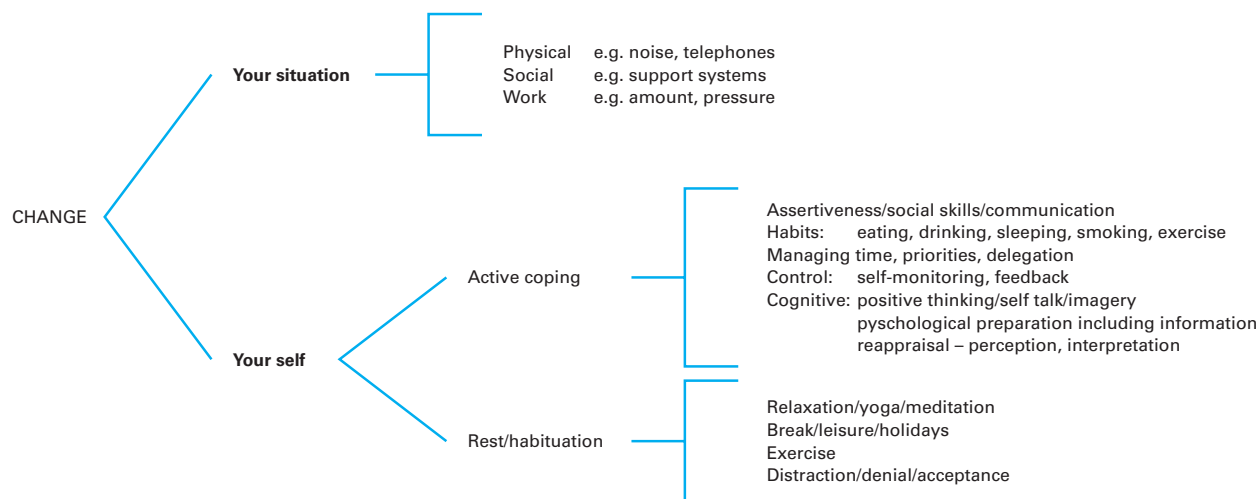 Your situation
Physical e.g. noise, telephones
Social e.g. support systems
Work e.g. amount, pressure
CHANGE
Your self
Active coping
Assertiveness/social skills/communication
Habits: eating, drinking, sleeping, smoking, exercise
Managing time, priorities, delegation
Control: self-monitoring, feedback
Cognitive: positive thinking/self talk/imagery
pyschological preparation including information
reappraisal – perception, interpretation
Rest/habituation
Relaxation/yoga/meditation
Break/leisure/holidays
Exercise
Distraction/denial/acceptance